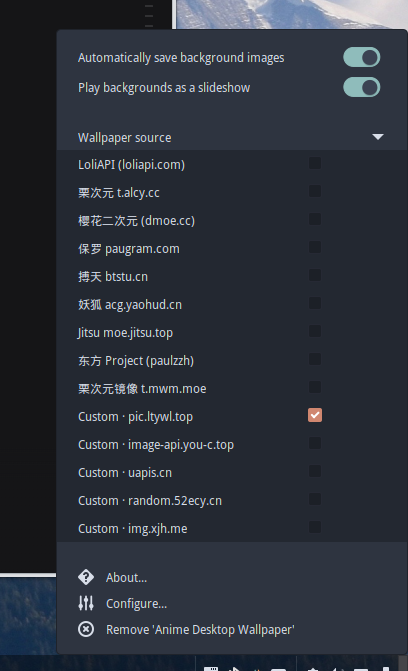 Automatically save background images
Play backgrounds as a slideshow
Wallpaper source
LoliAPI (loliapi.com)
栗次元 t.alcy.cc
樱花二次元 (dmoe.cc)
保罗 paugram.com
搏天 btstu.cn
妖狐 acg.yaohud.cn
Jitsu moe.jitsu.top
东方 Project (paulzzh)
栗次元镜像 t.mwm.moe
Custom · pic.ltywl.top
Custom · image-api.you-c.top
Custom · uapis.cn
Custom · random.52ecy.cn
Custom · img.xjh.me
About...
Configure...
Remove 'Anime Desktop Wallpaper'